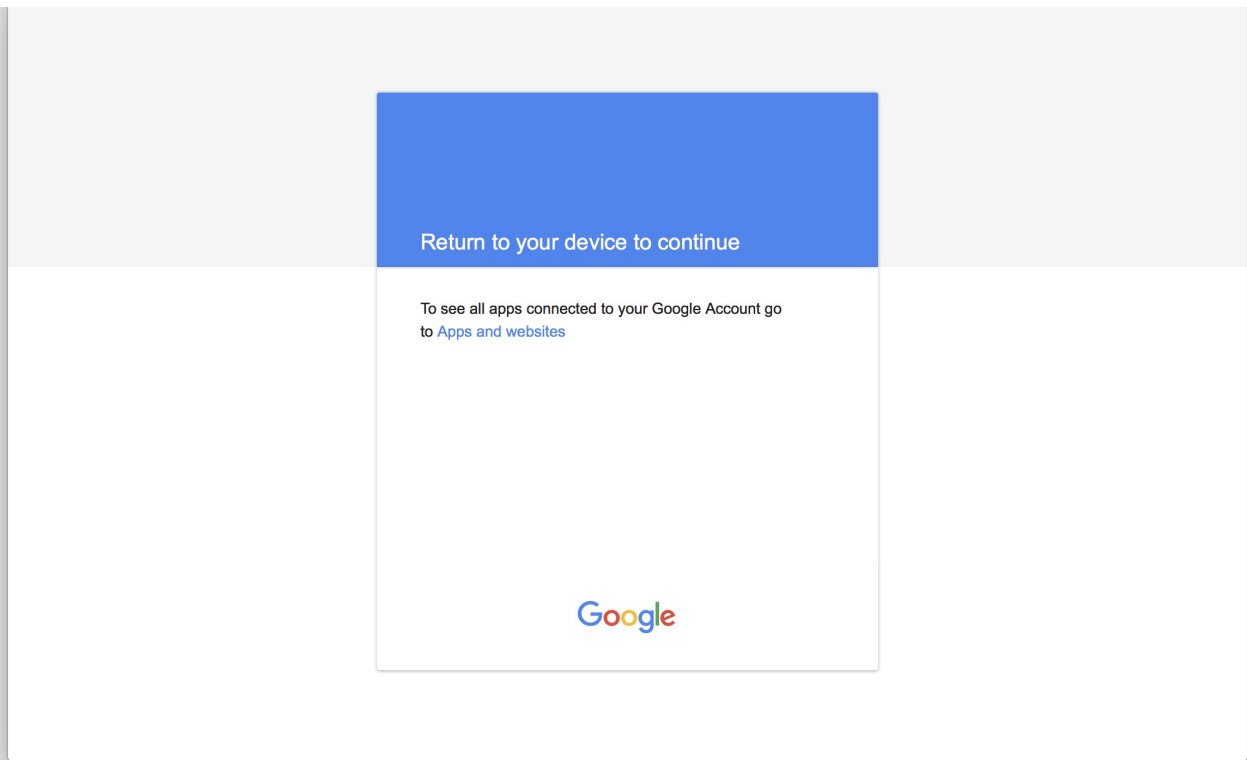 Return to your device to continue
To see all apps connected to your Google Account go
to Apps and websites
Google